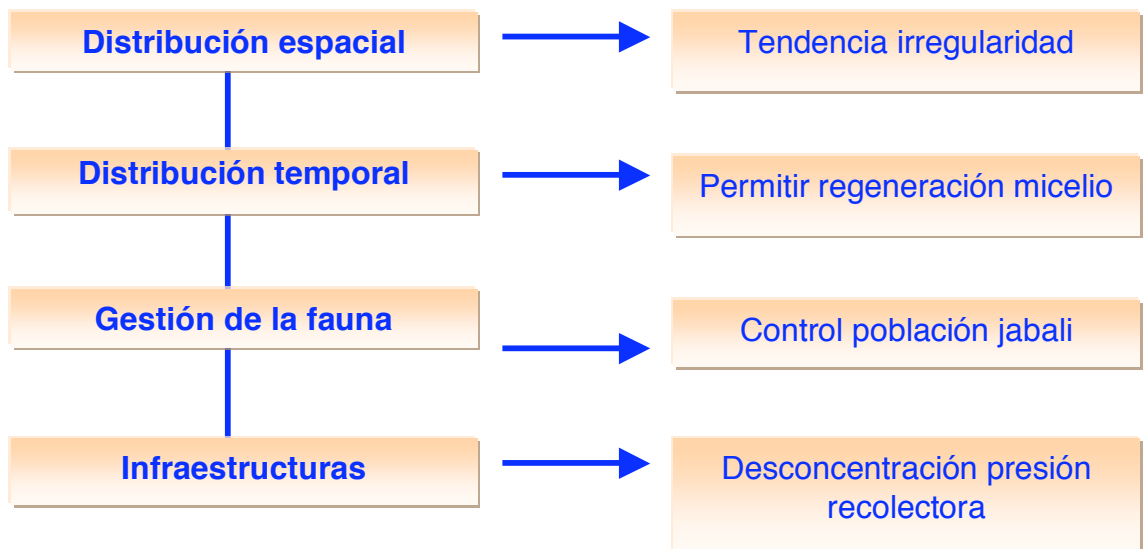 Distribución espacial
Tendencia irregularidad
Distribución temporal
Permitir regeneración micelio
Gestión de la fauna
Control población jabali
Infraestructuras
Desconcentración presión
recolectora